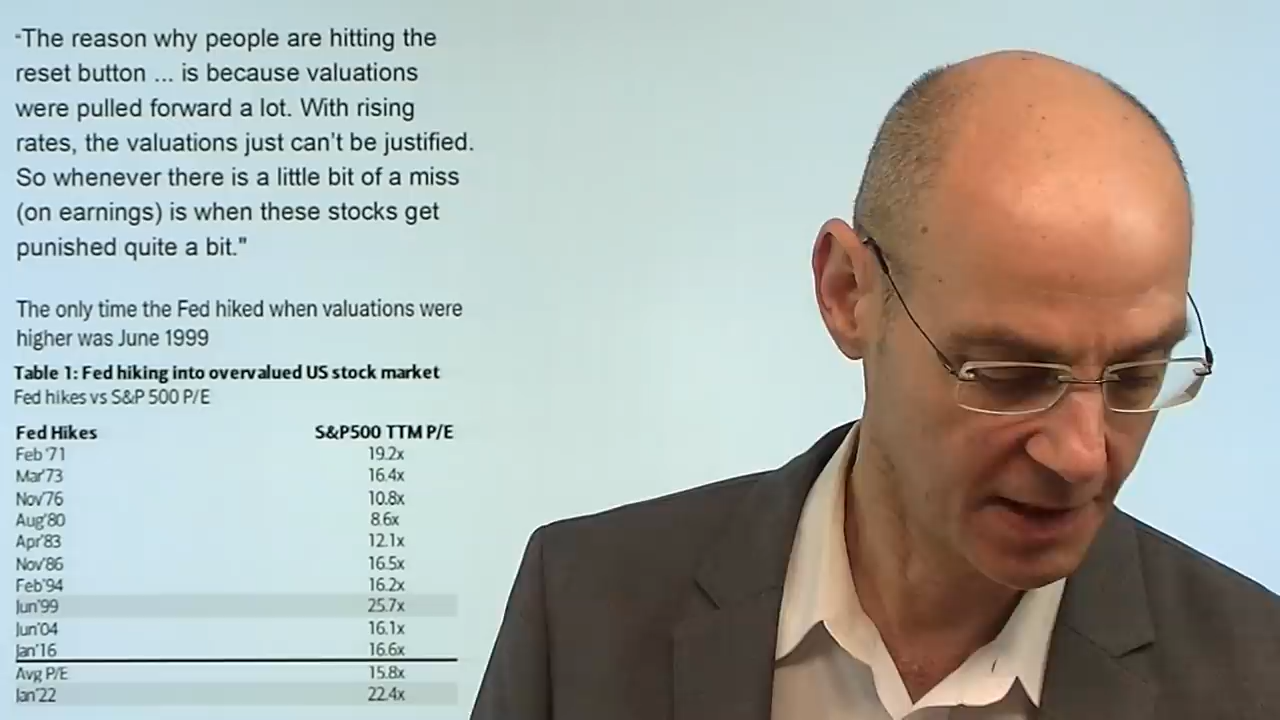 "The reason why people are hitting the
reset button ... is because valuations
were pulled forward a lot. With rising
rates, the valuations just can't be justified.
So whenever there is a little bit of a miss
(on earnings) is when these stocks get
punished quite a bit."
The only time the Fed hiked when valuations were
higher was June 1999
Table 1: Fed hiking into overvalued US stock market
Fed hikes vs S&P 500 P/E
Fed Hikes S&P500 TTM P/E
Feb '71 19.2x
Mar'73 16.4x
Nov'76 10.8x
Aug'80 8.6x
Apr'83 12.1x
Nov'86 16.5x
Feb'94 16.2x
Jun'99 25.7x
Jun'04 16.1x
Jan'16 16.6x
Avg P/E 15.8x
Jan'22 22.4x